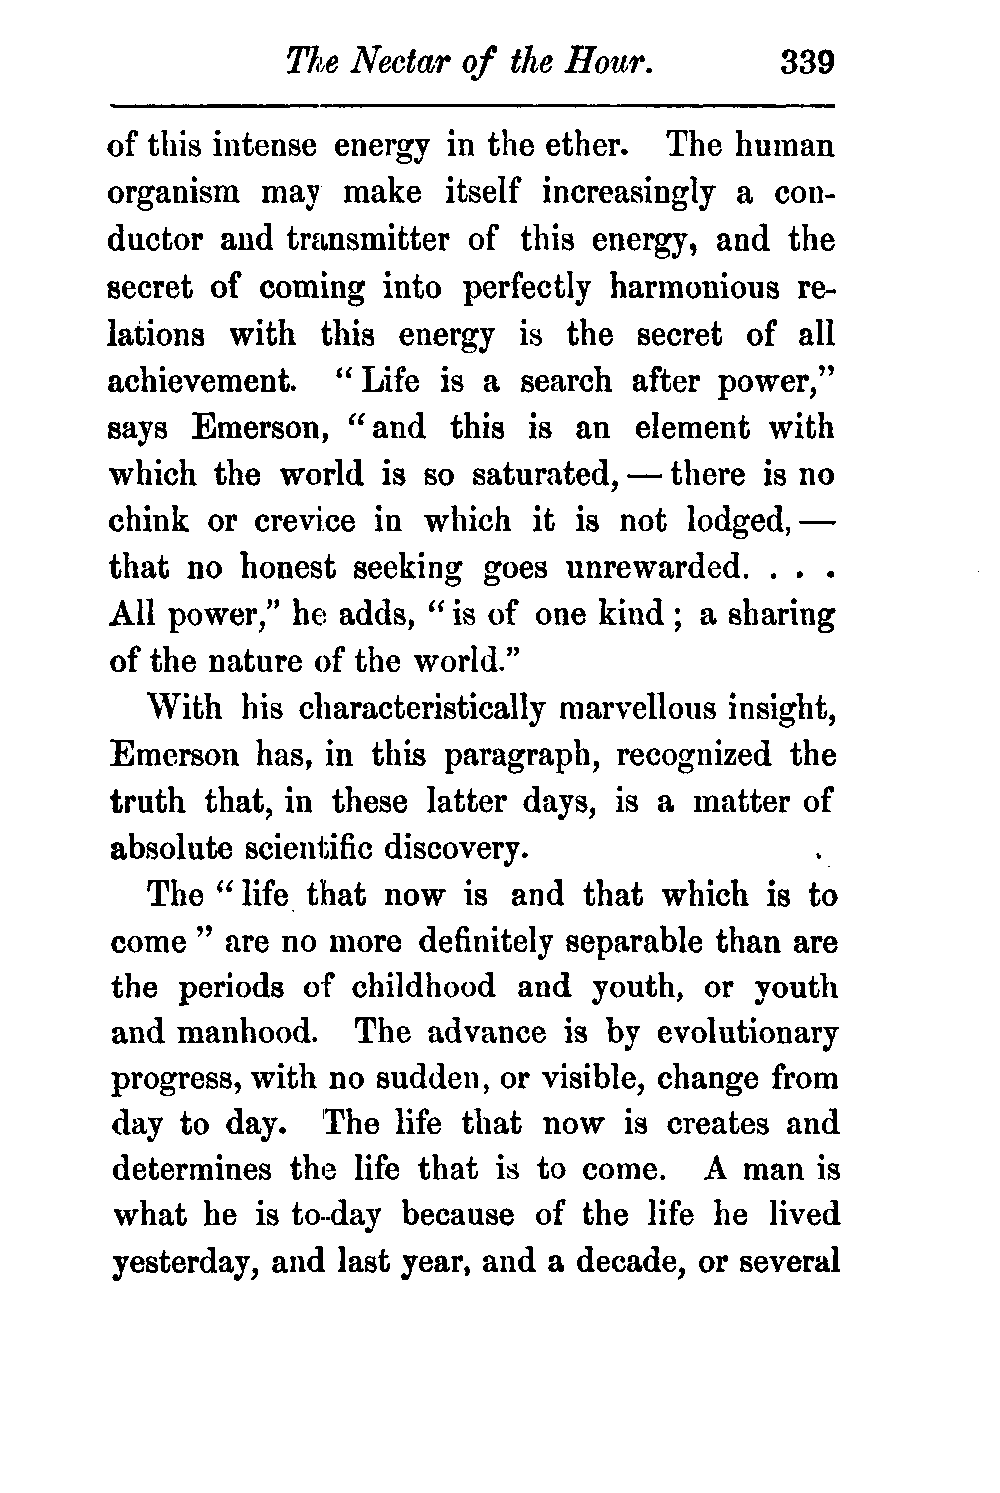 The Nectar of the Hour. 339
of this intense energy in the ether. The human
organism may make itself increasingly a con-
ductor and transmitter of this energy, and the
secret of coming into perfectly harmonious re-
lations with this energy is the secret of all
achievement. “Life is a search after power,”
says Emerson, “and this is an element with
which the world is so saturated, — there is no
chink or crevice in which it is not lodged, —
that no honest seeking goes unrewarded. . . .
All power,” he adds, “is of one kind; a sharing
of the nature of the world.”
With his characteristically marvellous insight,
Emerson has, in this paragraph, recognized the
truth that, in these latter days, is a matter of
absolute scientific discovery.
The “life that now is and that which is to
come” are no more definitely separable than are
the periods of childhood and youth, or youth
and manhood. The advance is by evolutionary
progress, with no sudden, or visible, change from
day to day. The life that now is creates and
determines the life that is to come. A man is
what he is to-day because of the life he lived
yesterday, and last year, and a decade, or several